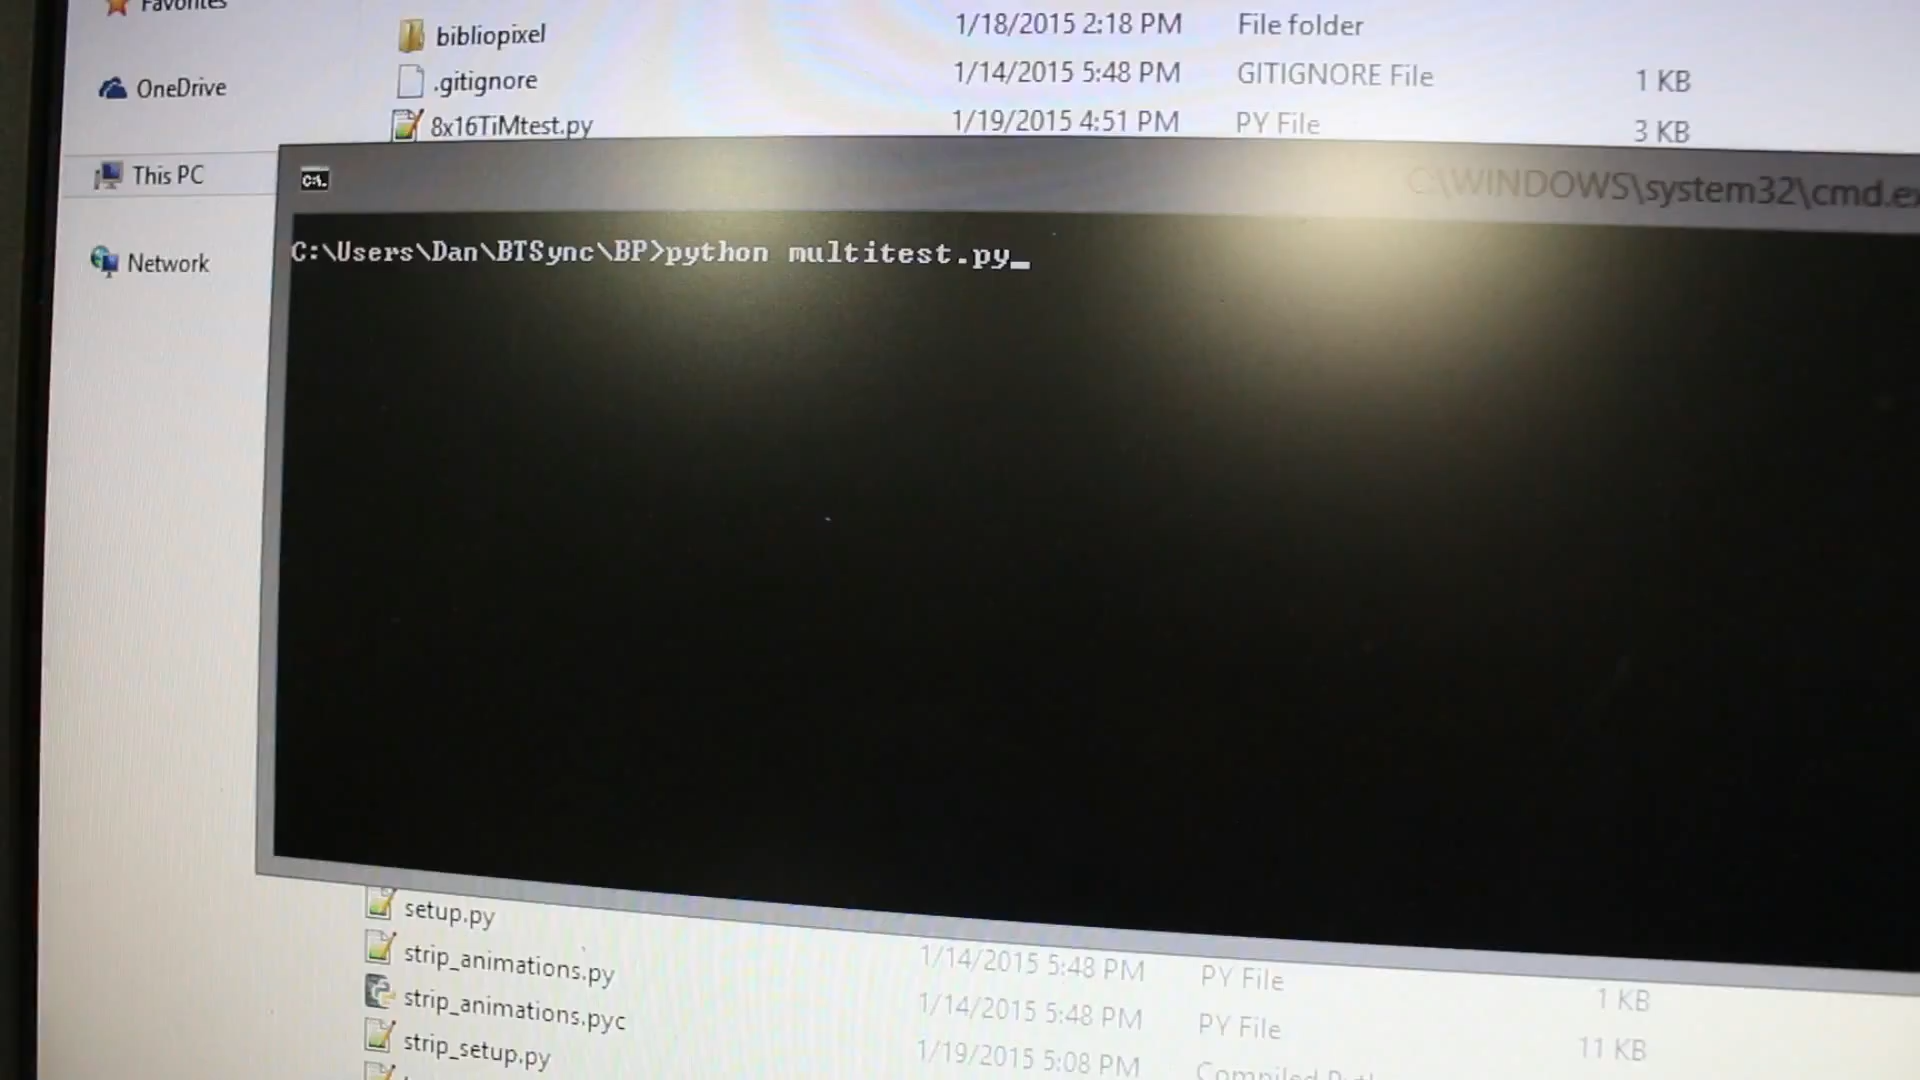 Favorites
bibliopixel 1/18/2015 2:18 PM File folder
OneDrive .gitignore 1/14/2015 5:48 PM GITIGNORE File 1 KB
8x16TiMtest.py 1/19/2015 4:51 PM PY File 3 KB
This PC
C:\. C:\WINDOWS\system32\cmd.ex
Network
C:\Users\Dan\BTSync\BP>python multitest.py_
setup.py
strip_animations.py 1/14/2015 5:48 PM PY File 1 KB
strip_animations.pyc 1/14/2015 5:48 PM PY File 11 KB
strip_setup.py 1/19/2015 5:08 PM Compiled